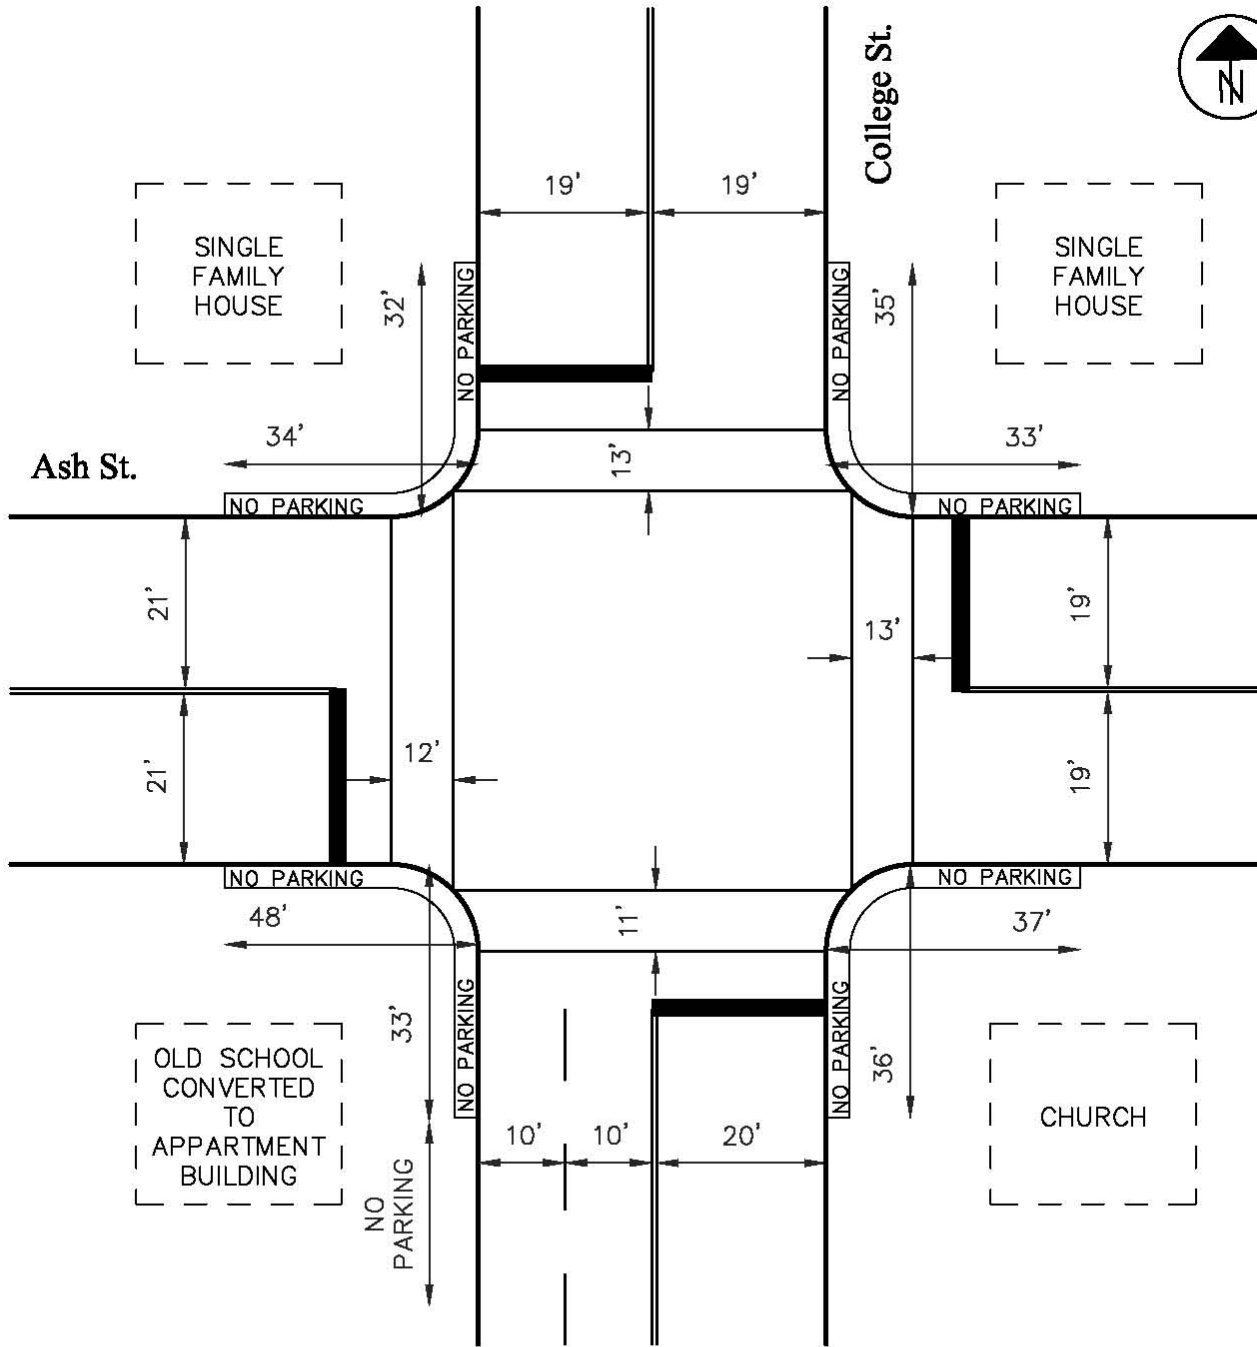 College St.
N
19'
19'
SINGLE
FAMILY
HOUSE
SINGLE
FAMILY
HOUSE
32'
NO PARKING
NO PARKING
35'
34'
13'
33'
Ash St.
NO PARKING
NO PARKING
21'
13'
19'
21'
12'
19'
NO PARKING
NO PARKING
48'
11'
37'
33'
NO PARKING
NO PARKING
36'
OLD SCHOOL
CONVERTED
TO
APPARTMENT
BUILDING
CHURCH
10'
10'
20'
NO
PARKING